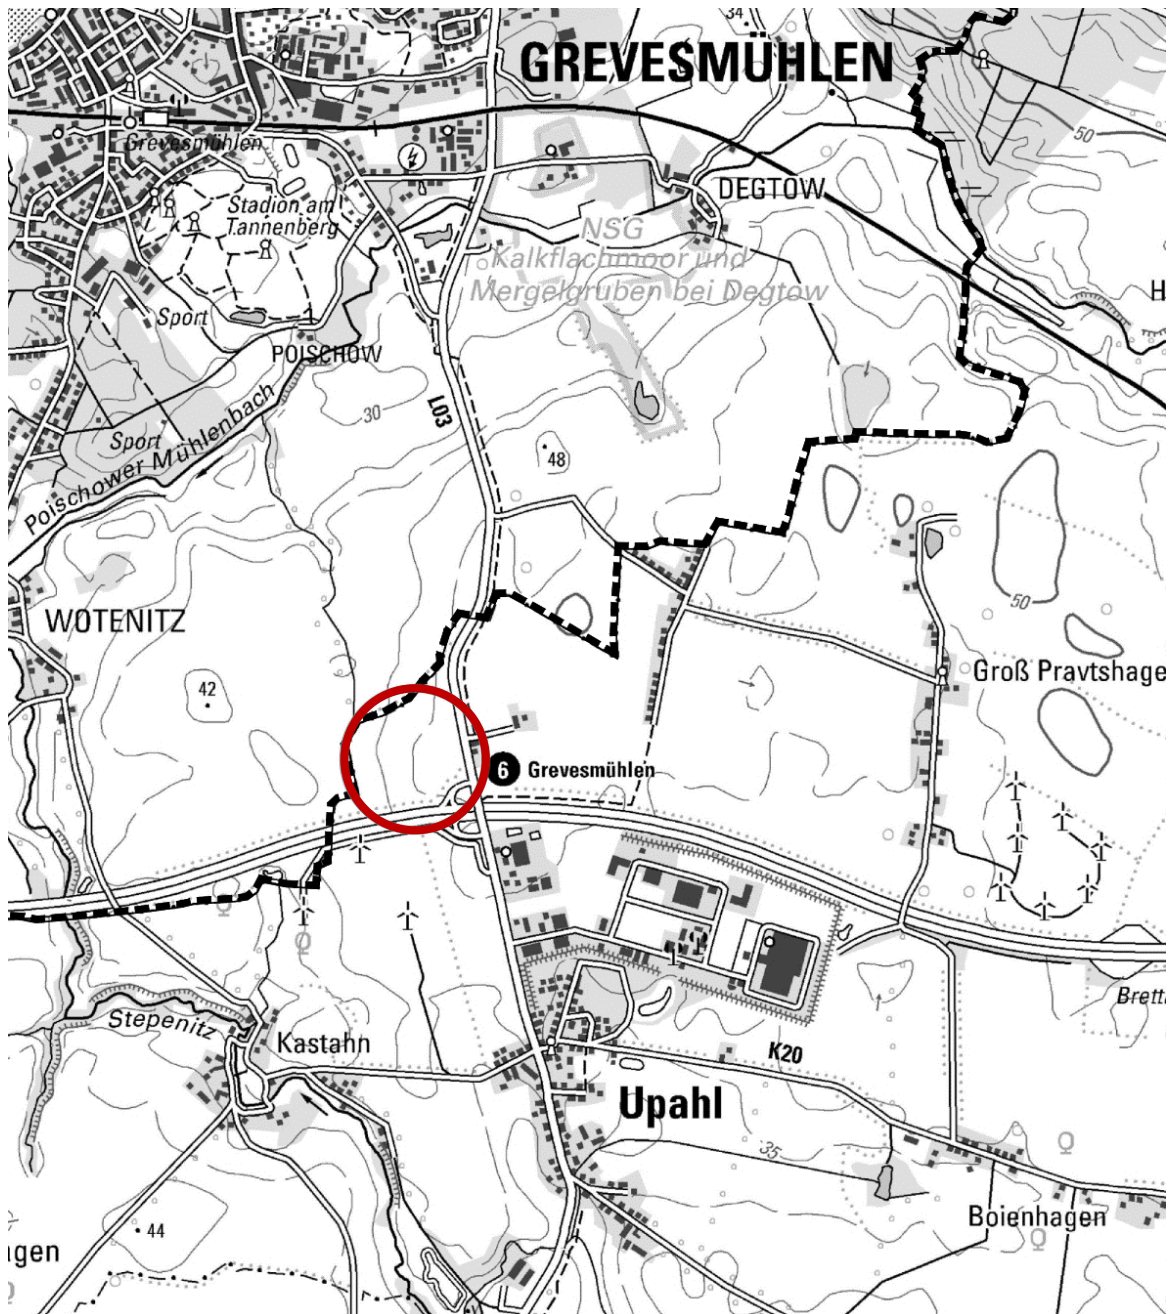 34
GREVESMÜHLEN
50
Grevesmühlen
DEGTOW
Stadion am
Tannenberg
NSG
Kalkflachmoor und
Mergelgruben bei Degtow
H
Sport
POISCHOW
30
L03
Sport
48
Poischower Mühlenbach
50
WOTENITZ
Groß Pravtshage
42
6 Grevesmühlen
Brett
Stepenitz
Kastahn
K20
Upahl
35
Boienhagen
44
agen